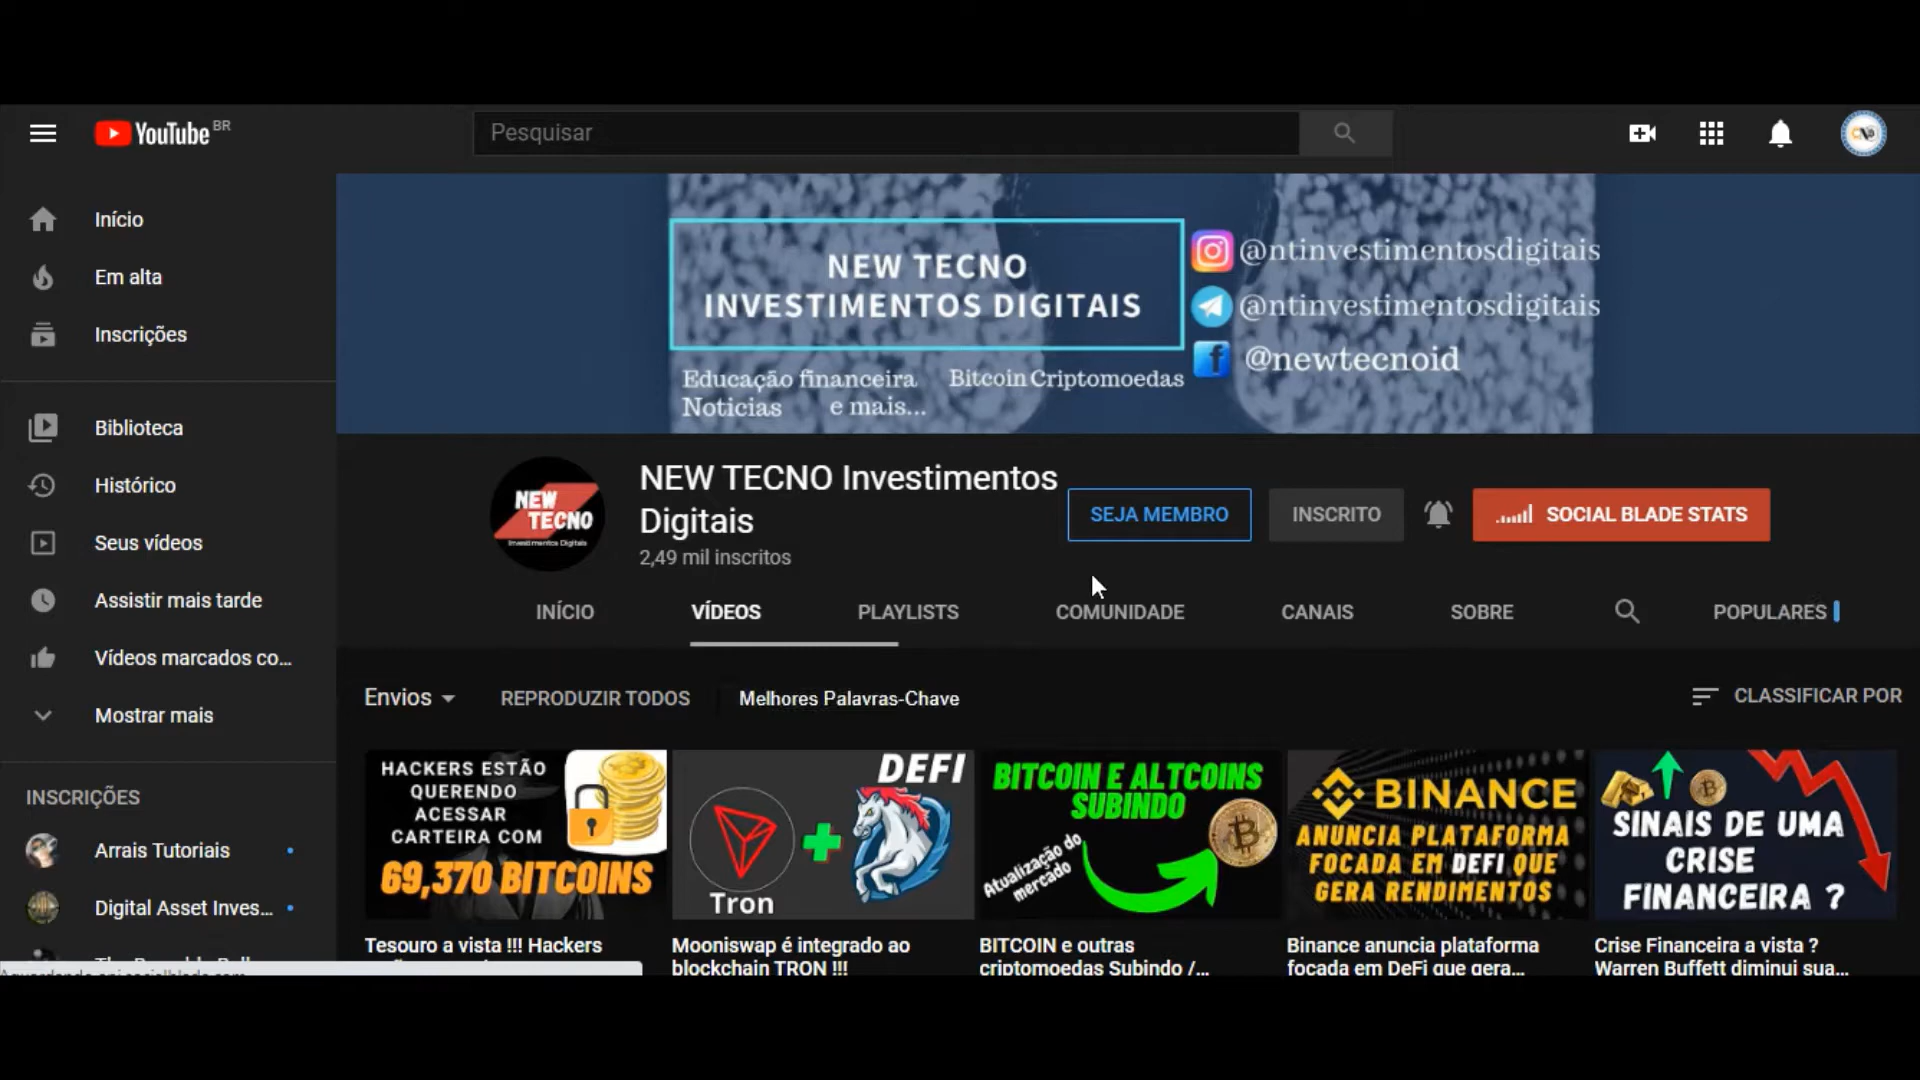 YouTube BR
Pesquisar
Início
Em alta
Inscrições
Biblioteca
Histórico
Seus vídeos
Assistir mais tarde
Vídeos marcados co...
Mostrar mais
INSCRIÇÕES
Arrais Tutoriais
Digital Asset Inves...
NEW TECNO
INVESTIMENTOS DIGITAIS
@ntinvestimentosdigitais
@ntinvestimentosdigitais
@newtecnoid
Educação financeira Bitcoin Criptomoedas
Noticias e mais...
NEW
TECNO
Investimentos Digitais
NEW TECNO Investimentos
Digitais
2,49 mil inscritos
SEJA MEMBRO
INSCRITO
SOCIAL BLADE STATS
INÍCIO
VÍDEOS
PLAYLISTS
COMUNIDADE
CANAIS
SOBRE
POPULARES
Envios
REPRODUZIR TODOS
Melhores Palavras-Chave
CLASSIFICAR POR
HACKERS ESTÃO
QUERENDO
ACESSAR
CARTEIRA COM
69,370 BITCOINS
Tesouro a vista !!! Hackers
DEFI
Tron
Mooniswap é integrado ao
blockchain TRON !!!
BITCOIN E ALTCOINS
SUBINDO
Atualização do
mercado
BITCOIN e outras
criptomoedas Subindo /...
BINANCE
ANUNCIA PLATAFORMA
FOCADA EM DEFI QUE
GERA RENDIMENTOS
Binance anuncia plataforma
focada em DeFi que gera...
SINAIS DE UMA
CRISE
FINANCEIRA ?
Crise Financeira a vista ?
Warren Buffett diminui sua...